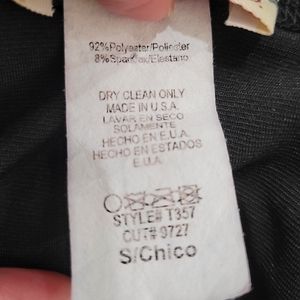 92% Polyester/Poliester
8% Spandex/Elastano
DRY CLEAN ONLY
MADE IN U.S.A.
LAVAR EN SECO
SOLAMENTE
HECHO EN E.U.A.
HECHO EN ESTADOS
E.U.A.
STYLE# T357
CUT# 9727
S/Chico